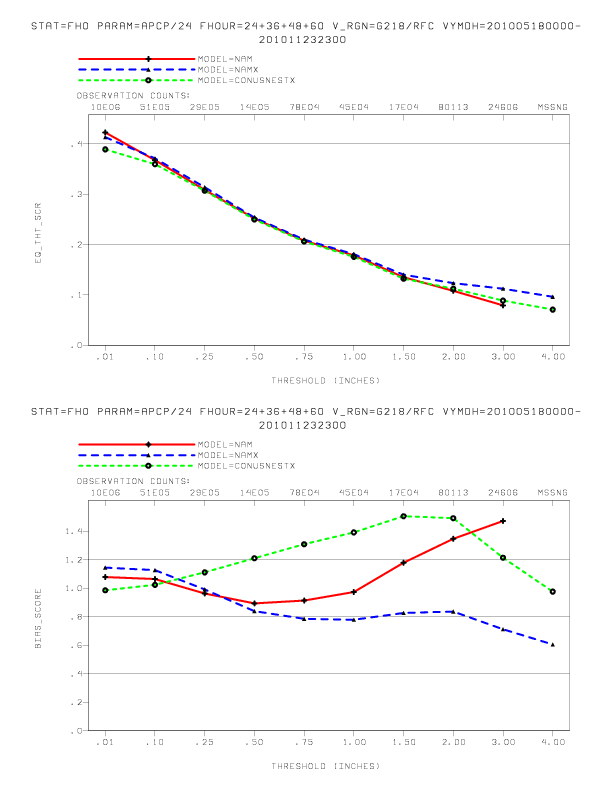 STAT=FHO PARAM=APCP/24 FHOUR=24+36+48+60 V_RGN=G218/RFC VYMDH=201005180000-
201011232300
MODEL=NAM
MODEL=NAMX
MODEL=CONUSNESTX
OBSERVATION COUNTS:
10E06 51E05 29E05 14E05 78E04 45E04 17E04 80113 24606 MSSNG
.4
.3
EQ_THT_SCR
.2
.1
.0
.01 .10 .25 .50 .75 1.00 1.50 2.00 3.00 4.00
THRESHOLD (INCHES)
STAT=FHO PARAM=APCP/24 FHOUR=24+36+48+60 V_RGN=G218/RFC VYMDH=201005180000-
201011232300
MODEL=NAM
MODEL=NAMX
MODEL=CONUSNESTX
OBSERVATION COUNTS:
10E06 51E05 29E05 14E05 78E04 45E04 17E04 80113 24606 MSSNG
1.4
1.2
1.0
BIAS_SCORE
.8
.6
.4
.2
.0
.01 .10 .25 .50 .75 1.00 1.50 2.00 3.00 4.00
THRESHOLD (INCHES)